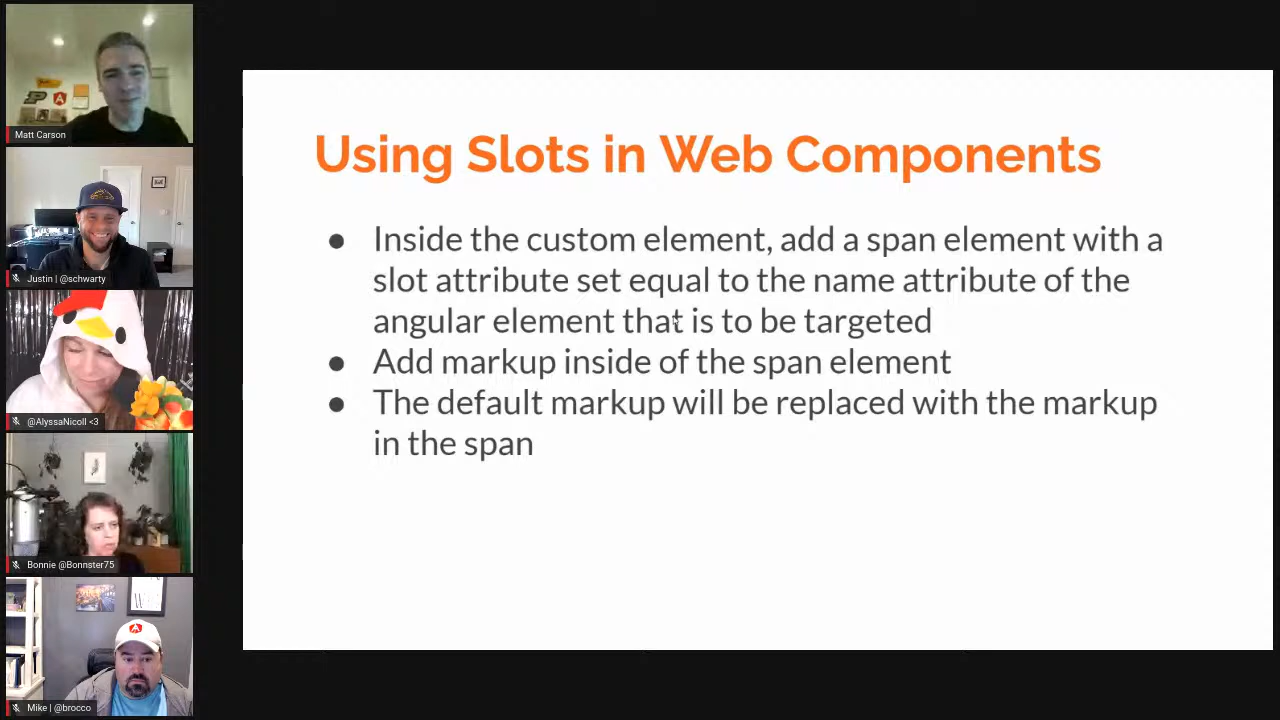 Matt Carson
Justin | @schwarty
@AlyssaNicoll <3
Bonnie @Bonnster75
Mike | @brocco
Using Slots in Web Components
● Inside the custom element, add a span element with a
slot attribute set equal to the name attribute of the
angular element that is to be targeted
● Add markup inside of the span element
● The default markup will be replaced with the markup
in the span